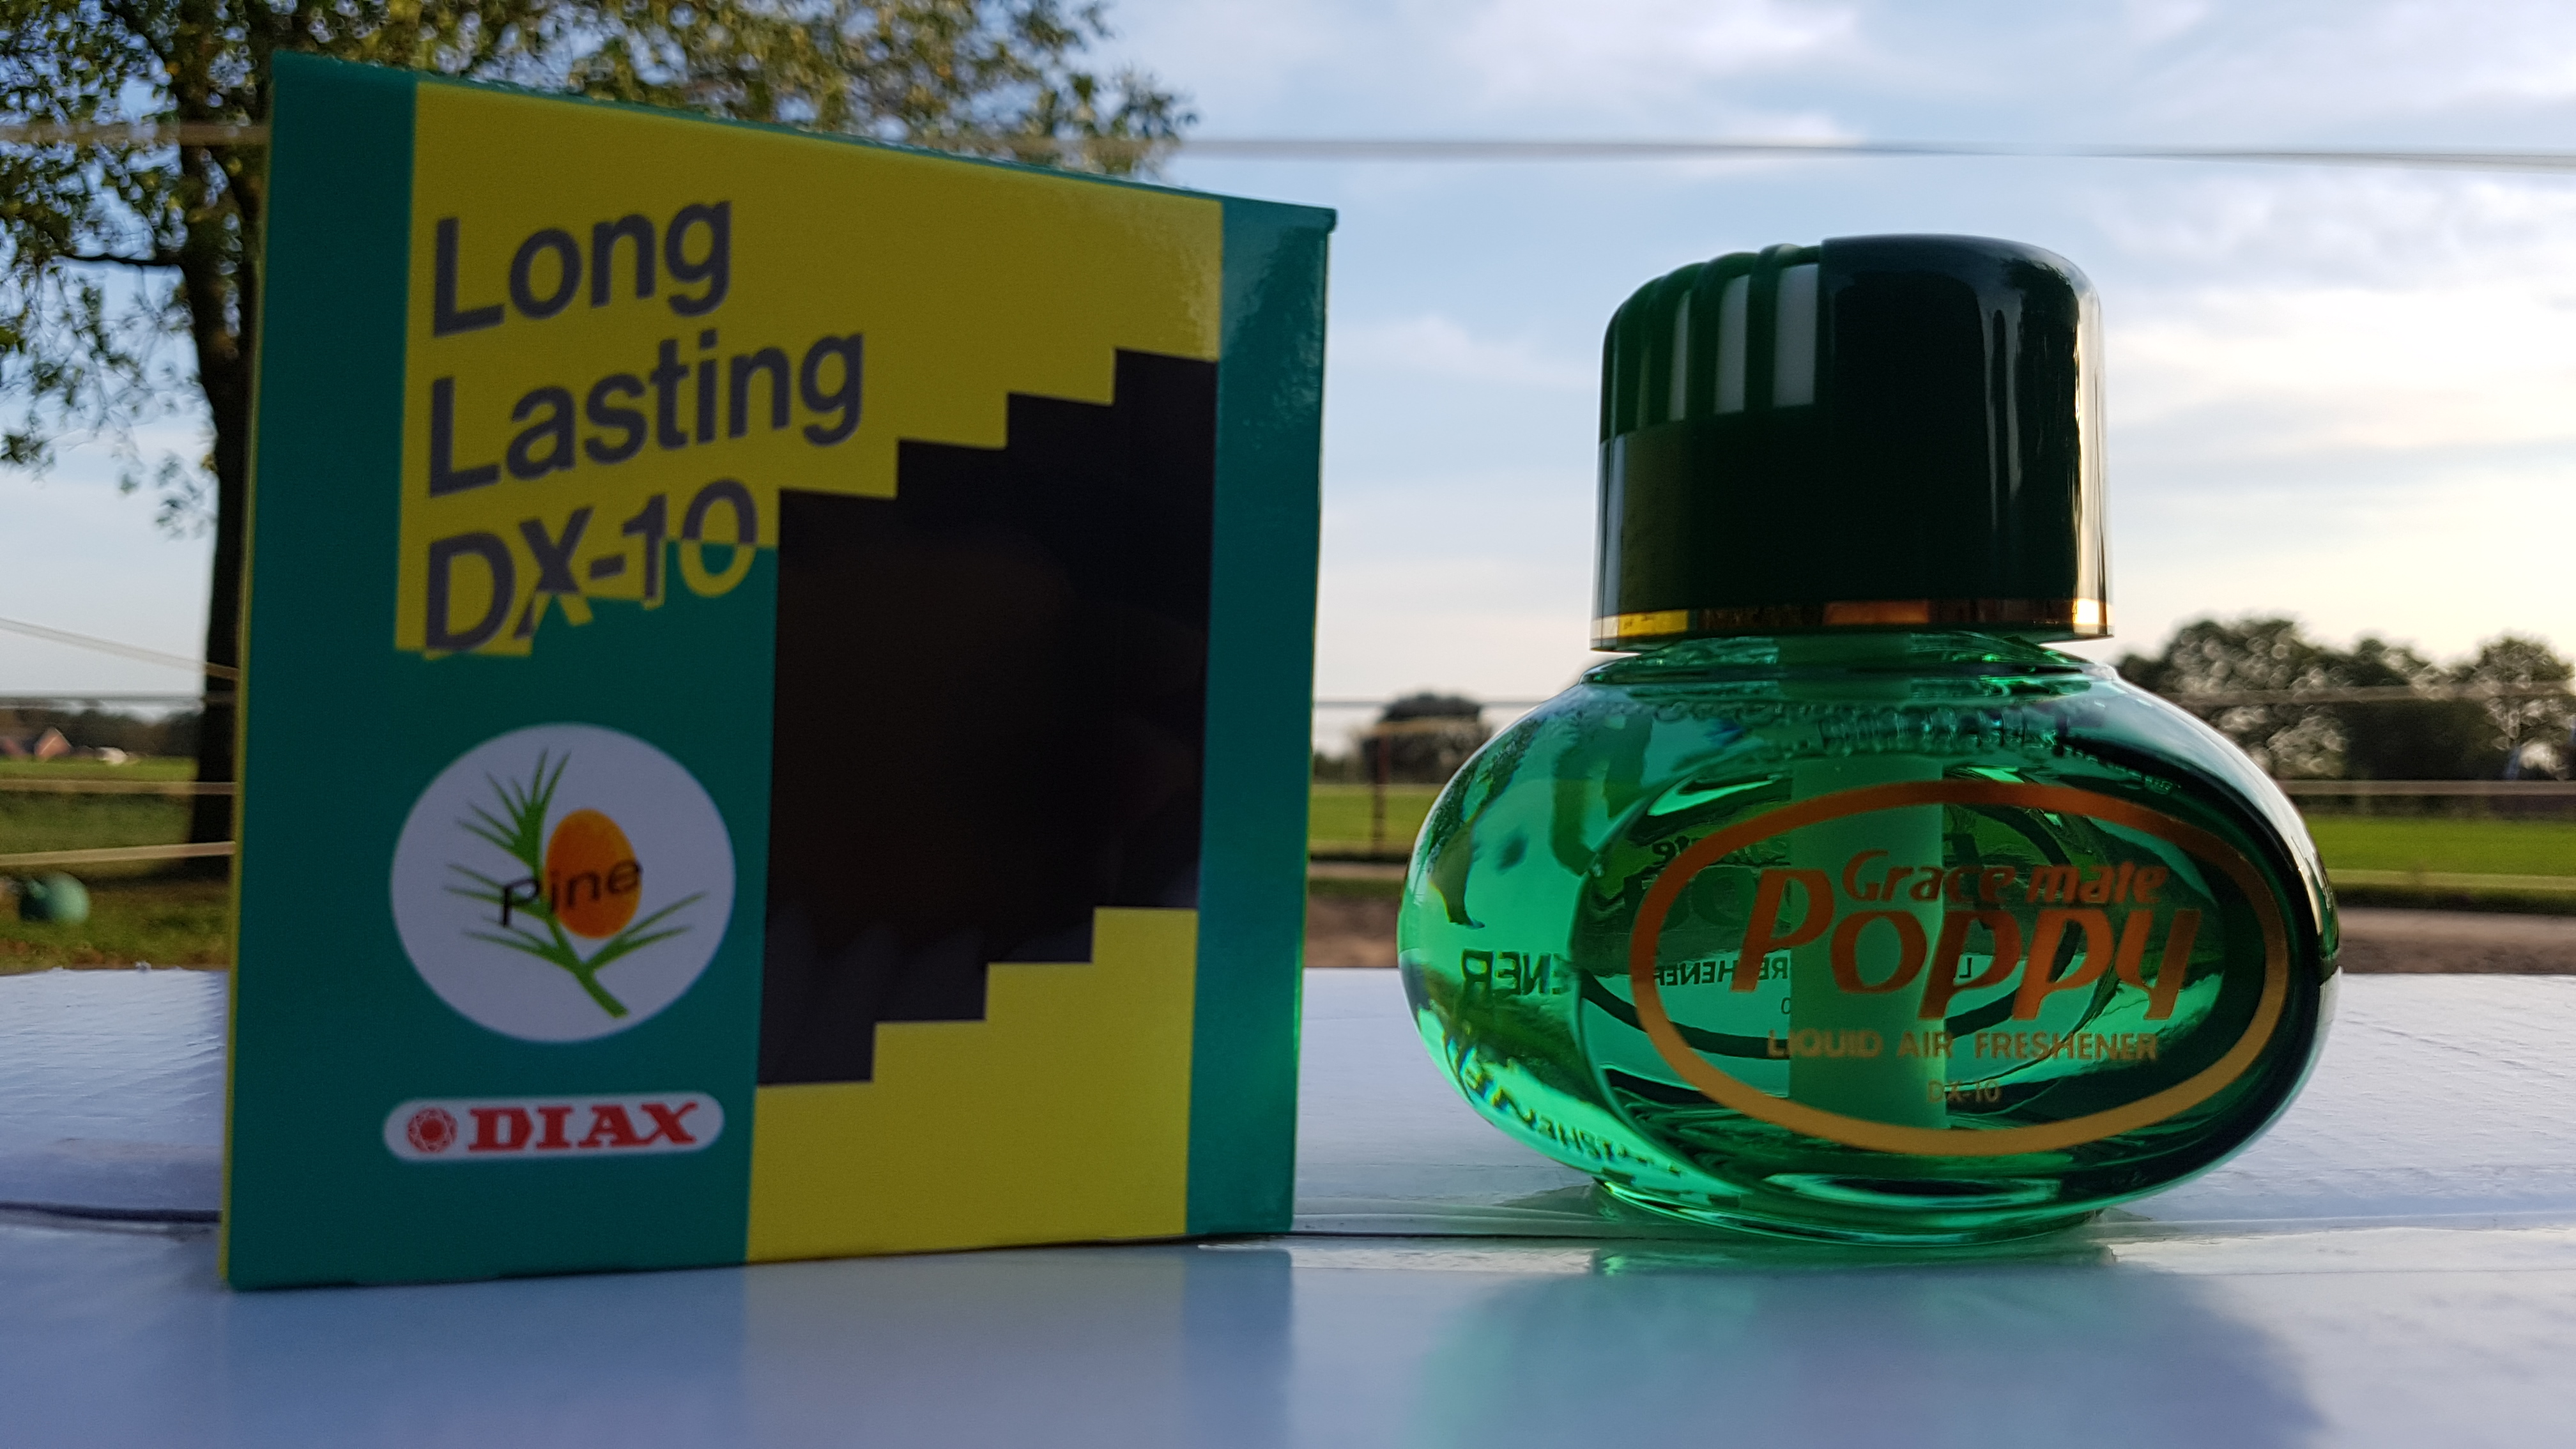 Long
Lasting
DX-10
Pine
DIAX
Grace mate
Poppy
LIQUID AIR FRESHENER
DX-10